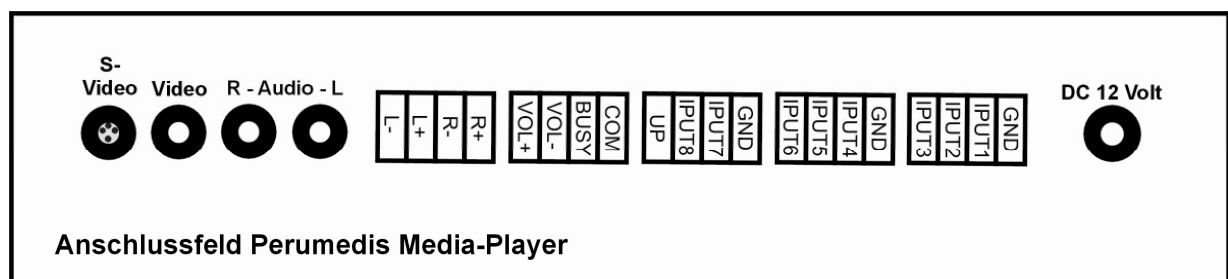 S-
Video Video R - Audio - L
DC 12 Volt
L- L+ R- R+
VOL+ VOL- BUSY COM
UP IPUT8 IPUT7 GND
IPUT6 IPUT5 IPUT4 GND
IPUT3 IPUT2 IPUT1 GND
Anschlussfeld Perumedis Media-Player